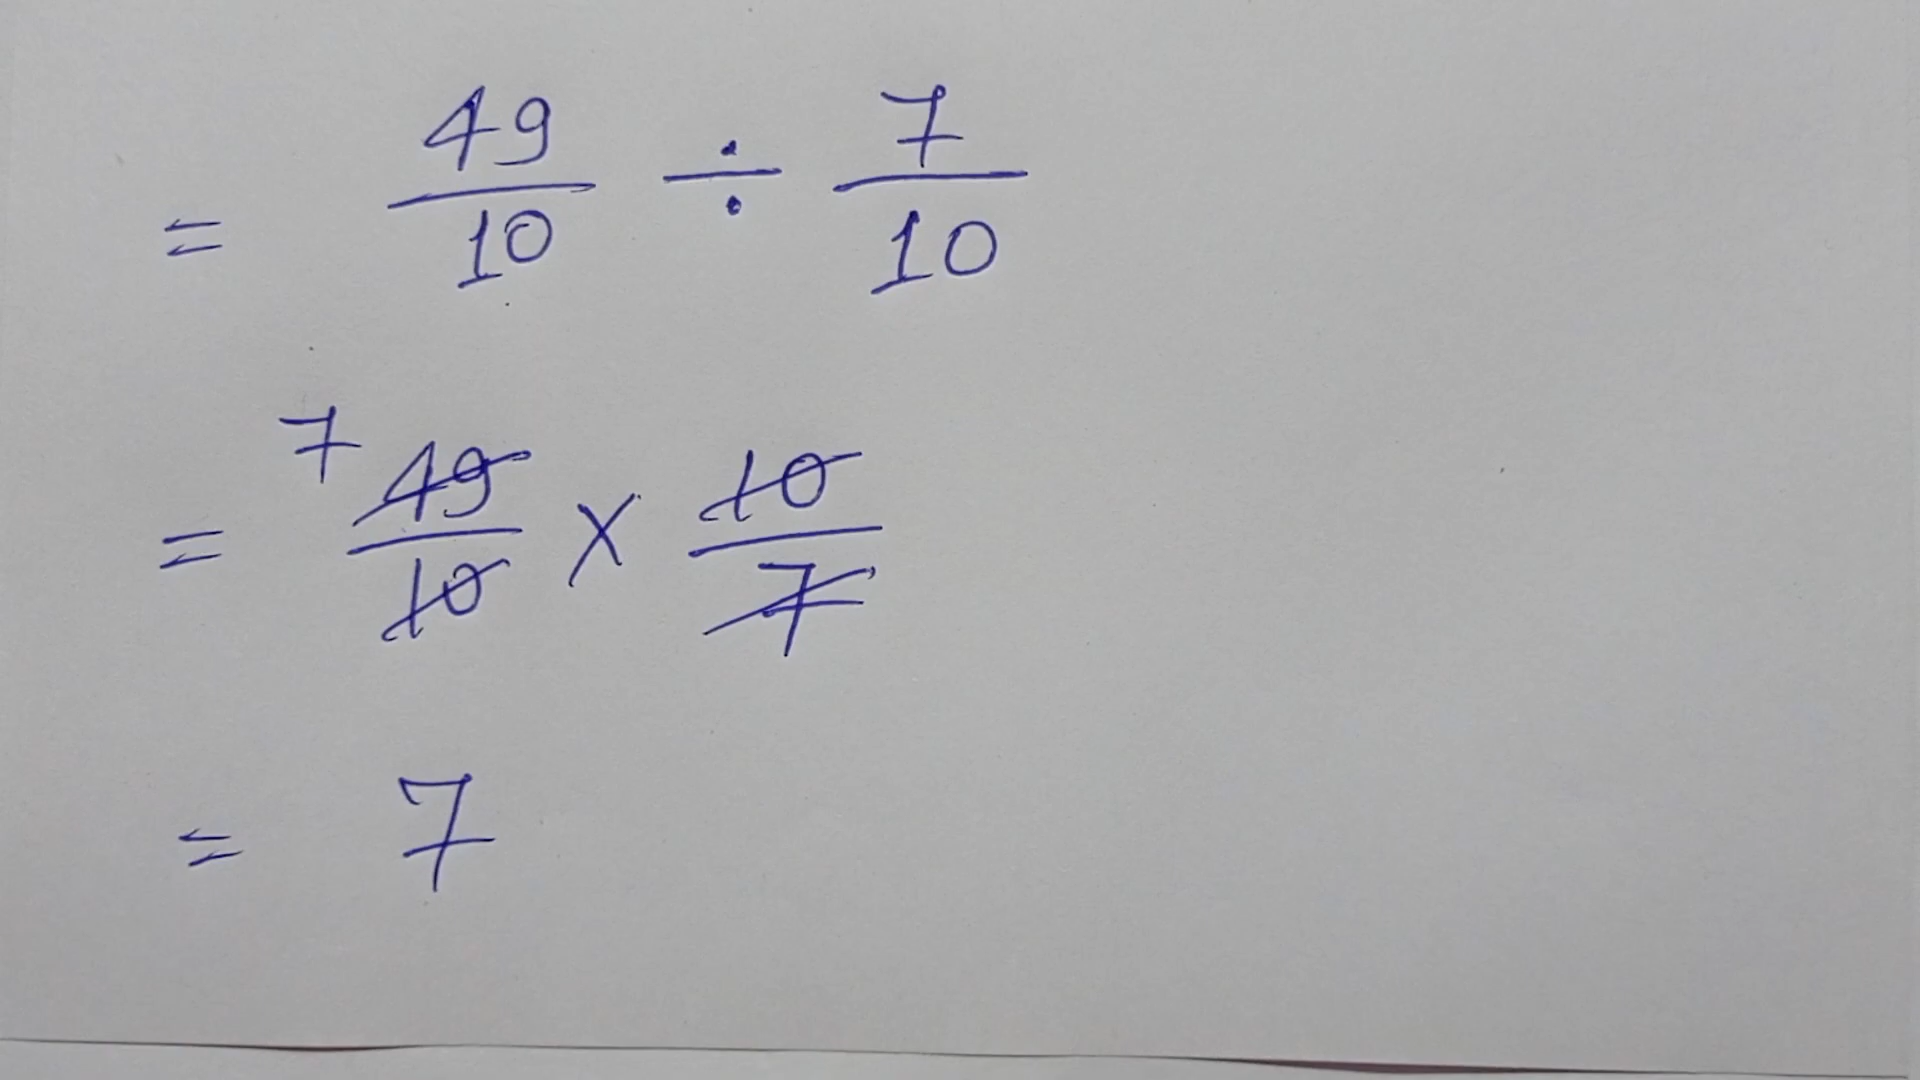 = 49/10 ÷ 7/10
= 7 49/10 × 10/7
= 7